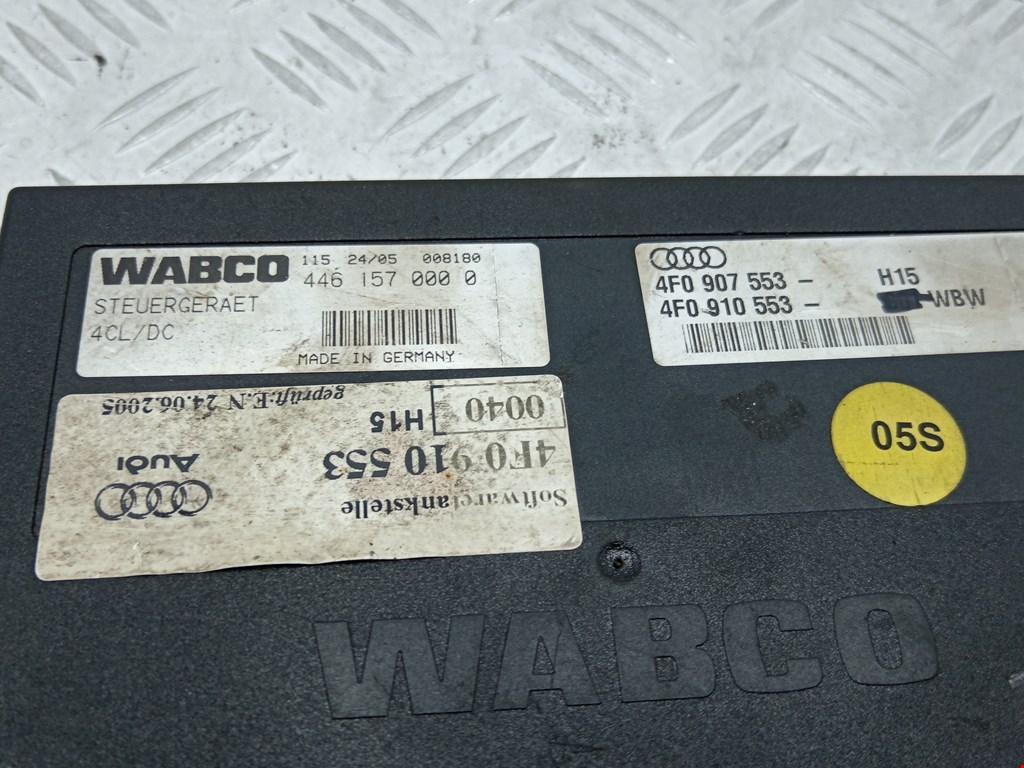 WABCO 115 24/05 008180
446 157 000 0
STEUERGERAET
4CL/DC
MADE IN GERMANY
4F0 907 553 - H15
4F0 910 553 - WBW
05S
Softwaretankstelle
4F0 910 553
Audi
0040 H15
geprüft:E.N 24.06.2005
WABCO